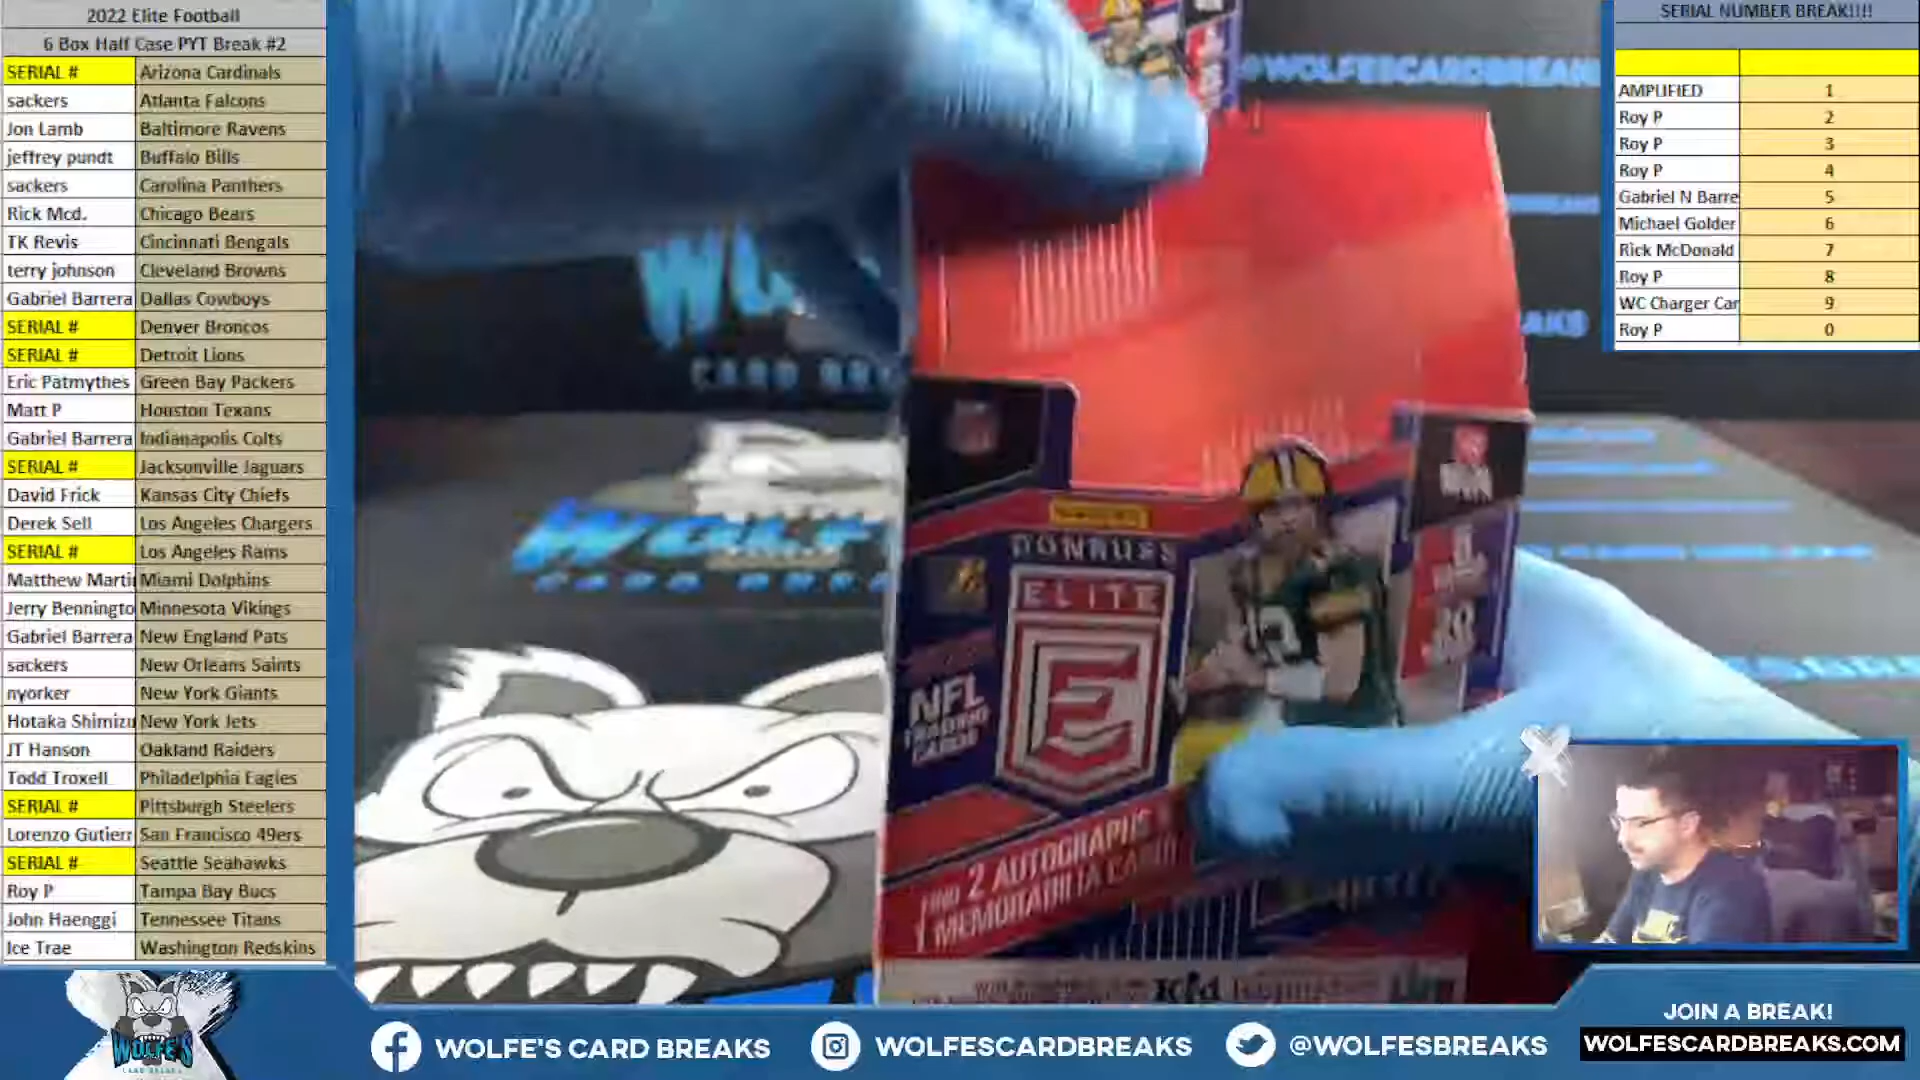 2022 Elite Football
6 Box Half Case PYT Break #2
SERIAL # Arizona Cardinals
sackers Atlanta Falcons
Jon Lamb Baltimore Ravens
jeffrey pundt Buffalo Bills
sackers Carolina Panthers
Rick Mcd. Chicago Bears
TK Revis Cincinnati Bengals
terry johnson Cleveland Browns
Gabriel Barrera Dallas Cowboys
SERIAL # Denver Broncos
SERIAL # Detroit Lions
Eric Patmythes Green Bay Packers
Matt P Houston Texans
Gabriel Barrera Indianapolis Colts
SERIAL # Jacksonville Jaguars
David Frick Kansas City Chiefs
Derek Sell Los Angeles Chargers
SERIAL # Los Angeles Rams
Matthew Marti Miami Dolphins
Jerry Benningto Minnesota Vikings
Gabriel Barrera New England Pats
sackers New Orleans Saints
nyorker New York Giants
Hotaka Shimizu New York Jets
JT Hanson Oakland Raiders
Todd Troxell Philadelphia Eagles
SERIAL # Pittsburgh Steelers
Lorenzo Gutierr San Francisco 49ers
SERIAL # Seattle Seahawks
Roy P Tampa Bay Bucs
John Haenggi Tennessee Titans
Ice Trae Washington Redskins
SERIAL NUMBER BREAK!!!!
AMPLIFIED 1
Roy P 2
Roy P 3
Roy P 4
Gabriel N Barre 5
Michael Golder 6
Rick McDonald 7
Roy P 8
WC Charger Car 9
Roy P 0
#WOLFESCARDBREAKS
DONRUSS
ELITE
E
NFL
TRADING
CARDS
FIND 2 AUTOGRAPHS
1 MEMORABILIA CARD
WOLFE'S
WOLFE'S CARD BREAKS
WOLFESCARDBREAKS
@WOLFESBREAKS
JOIN A BREAK!
WOLFESCARDBREAKS.COM